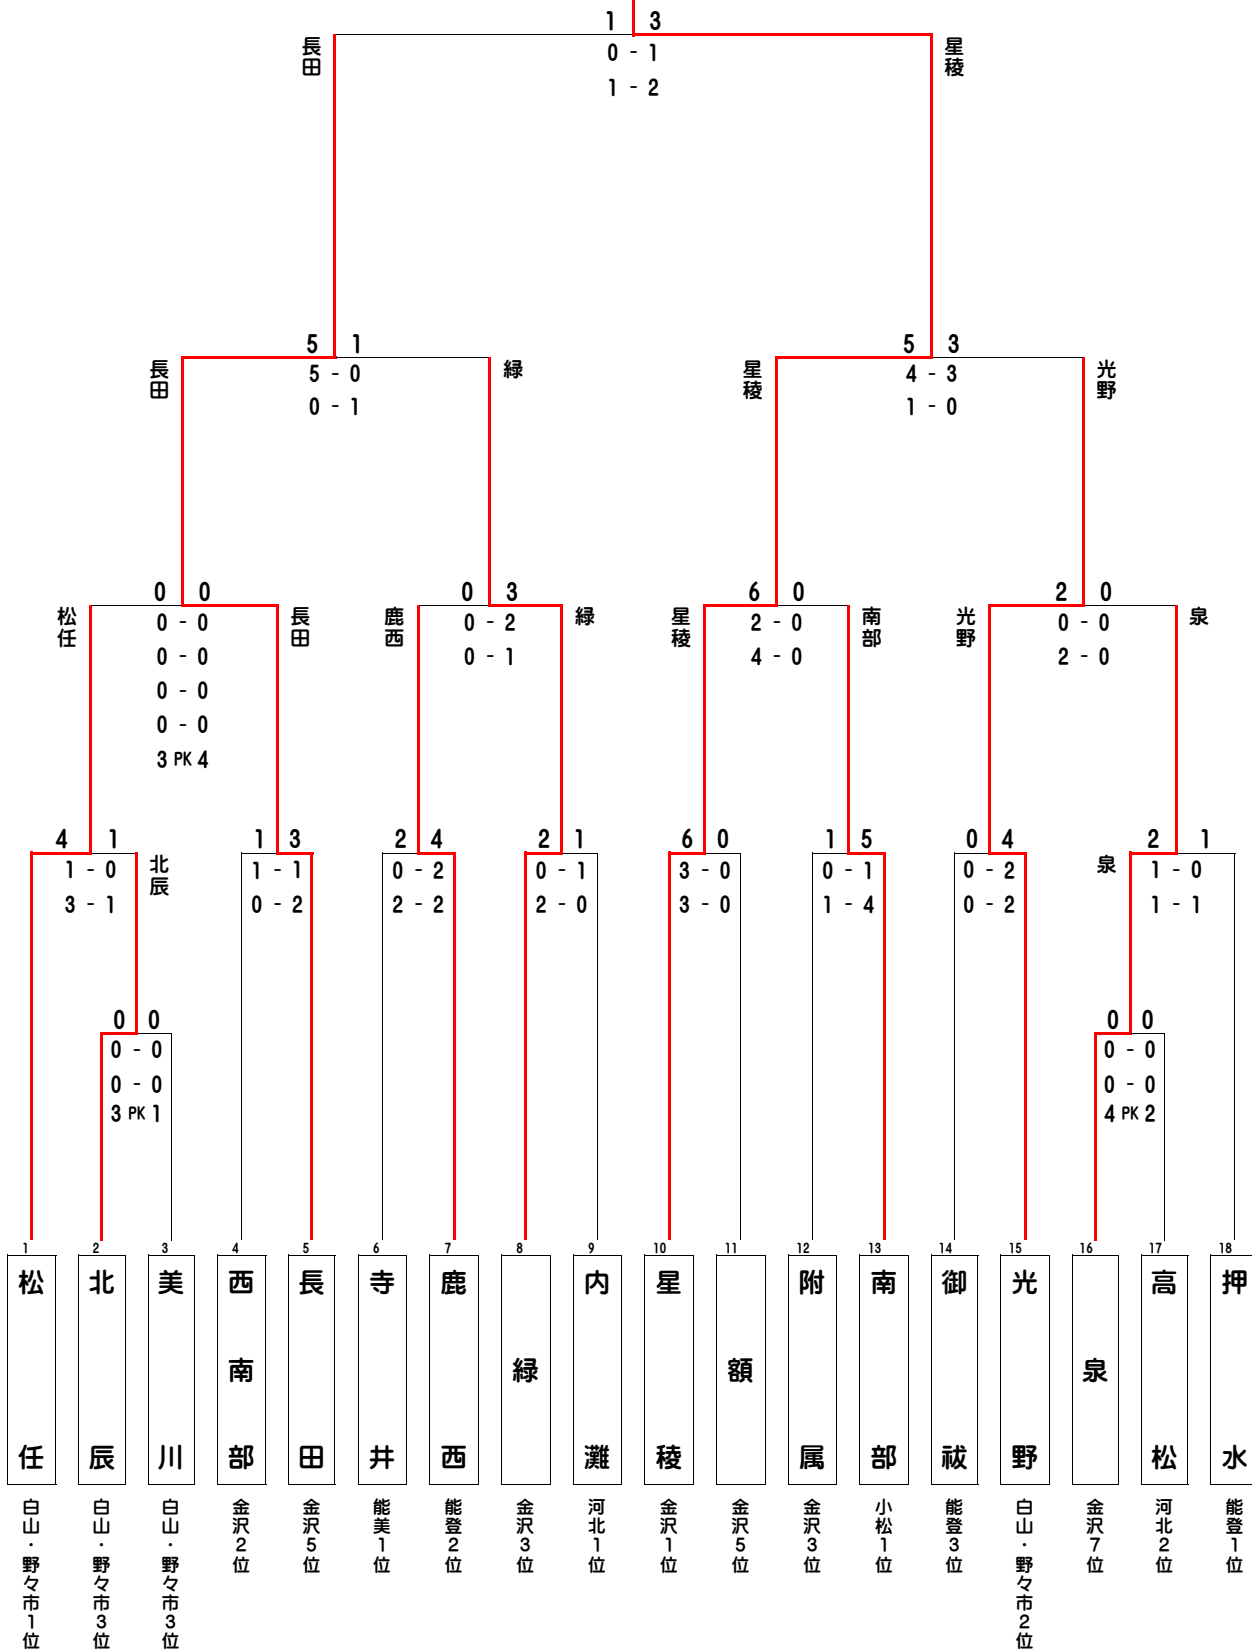 1 3
長田
0 - 1
1 - 2
星稜
5 1
長田
5 - 0
0 - 1
緑
5 3
星稜
4 - 3
1 - 0
光野
0 0
松任
0 - 0
0 - 0
0 - 0
0 - 0
3 PK 4
長田
0 3
鹿西
0 - 2
0 - 1
緑
6 0
星稜
2 - 0
4 - 0
南部
2 0
光野
0 - 0
2 - 0
泉
4 1
1 - 0
3 - 1
北辰
1 3
1 - 1
0 - 2
2 4
0 - 2
2 - 2
2 1
0 - 1
2 - 0
6 0
3 - 0
3 - 0
1 5
0 - 1
1 - 4
0 4
0 - 2
0 - 2
2 1
泉
1 - 0
1 - 1
0 0
0 - 0
0 - 0
3 PK 1
0 0
0 - 0
0 - 0
4 PK 2
1
松任
白山・野々市1位
2
北辰
白山・野々市3位
3
美川
白山・野々市3位
4
西南部
金沢2位
5
長田
金沢5位
6
寺井
能美1位
7
鹿西
能登2位
8
緑
金沢3位
9
内灘
河北1位
10
星稜
金沢1位
11
額
金沢5位
12
附属
金沢3位
13
南部
小松1位
14
御祓
能登3位
15
光野
白山・野々市2位
16
泉
金沢7位
17
高松
河北2位
18
押水
能登1位